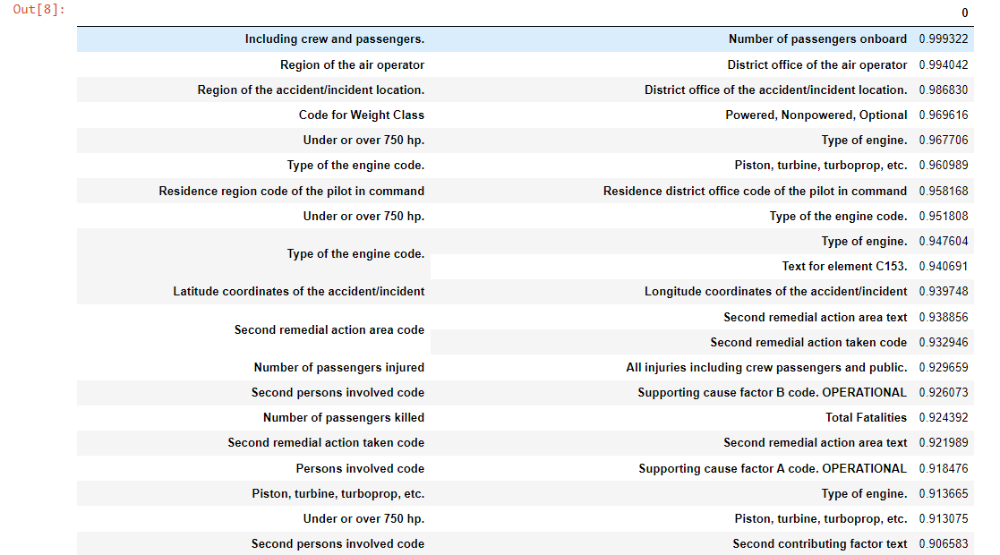 Out[8]:
0
Including crew and passengers. Number of passengers onboard 0.999322
Region of the air operator District office of the air operator 0.994042
Region of the accident/incident location. District office of the accident/incident location. 0.986830
Code for Weight Class Powered, Nonpowered, Optional 0.969616
Under or over 750 hp. Type of engine. 0.967706
Type of the engine code. Piston, turbine, turboprop, etc. 0.960989
Residence region code of the pilot in command Residence district office code of the pilot in command 0.958168
Under or over 750 hp. Type of the engine code. 0.951808
Type of the engine code. Type of engine. 0.947604
Text for element C153. 0.940691
Latitude coordinates of the accident/incident Longitude coordinates of the accident/incident 0.939748
Second remedial action area code Second remedial action area text 0.938856
Second remedial action taken code 0.932946
Number of passengers injured All injuries including crew passengers and public. 0.929659
Second persons involved code Supporting cause factor B code. OPERATIONAL 0.926073
Number of passengers killed Total Fatalities 0.924392
Second remedial action taken code Second remedial action area text 0.921989
Persons involved code Supporting cause factor A code. OPERATIONAL 0.918476
Piston, turbine, turboprop, etc. Type of engine. 0.913665
Under or over 750 hp. Piston, turbine, turboprop, etc. 0.913075
Second persons involved code Second contributing factor text 0.906583